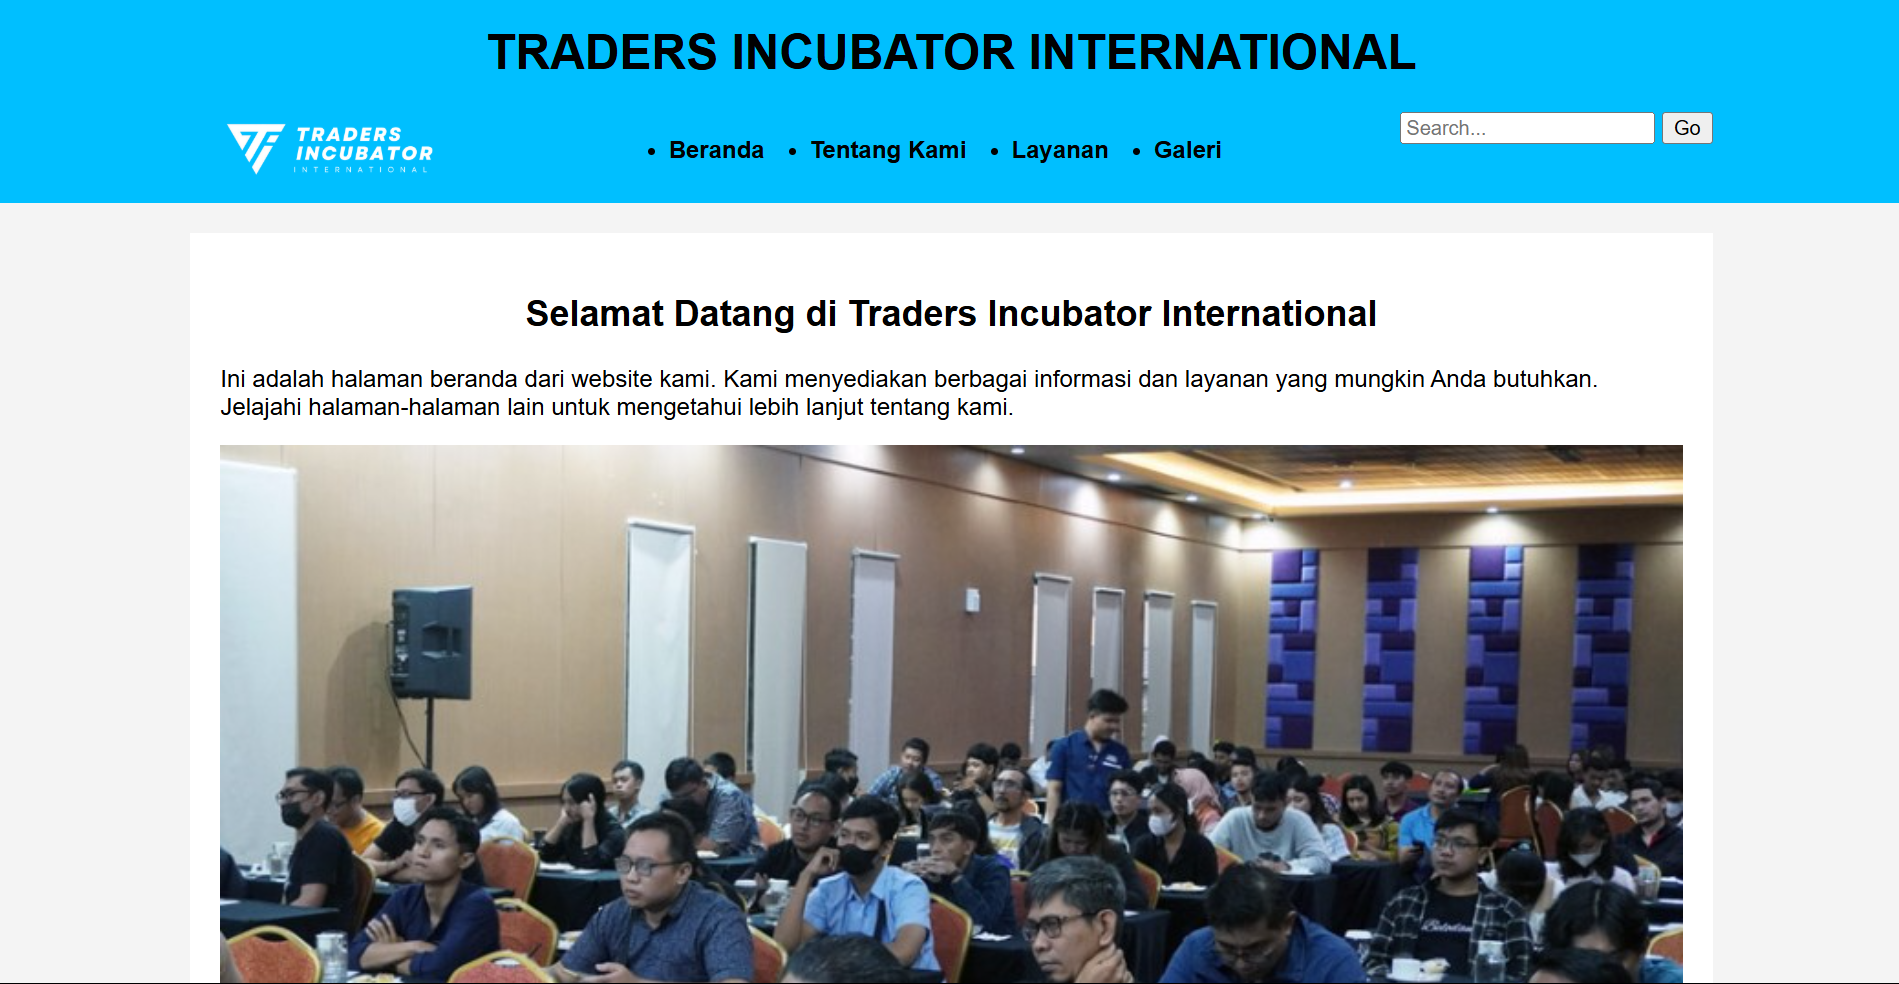 TRADERS INCUBATOR INTERNATIONAL
TRADERS
INCUBATOR
INTERNATIONAL
Beranda
Tentang Kami
Layanan
Galeri
Search...
Go
Selamat Datang di Traders Incubator International
Ini adalah halaman beranda dari website kami. Kami menyediakan berbagai informasi dan layanan yang mungkin Anda butuhkan.
Jelajahi halaman-halaman lain untuk mengetahui lebih lanjut tentang kami.